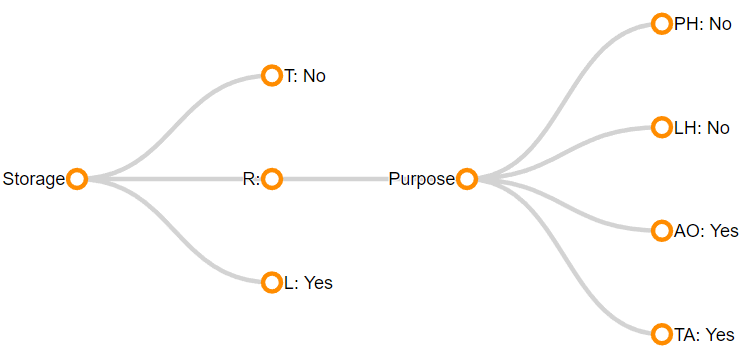 PH: No
T: No
LH: No
Storage
R:
Purpose
AO: Yes
L: Yes
TA: Yes